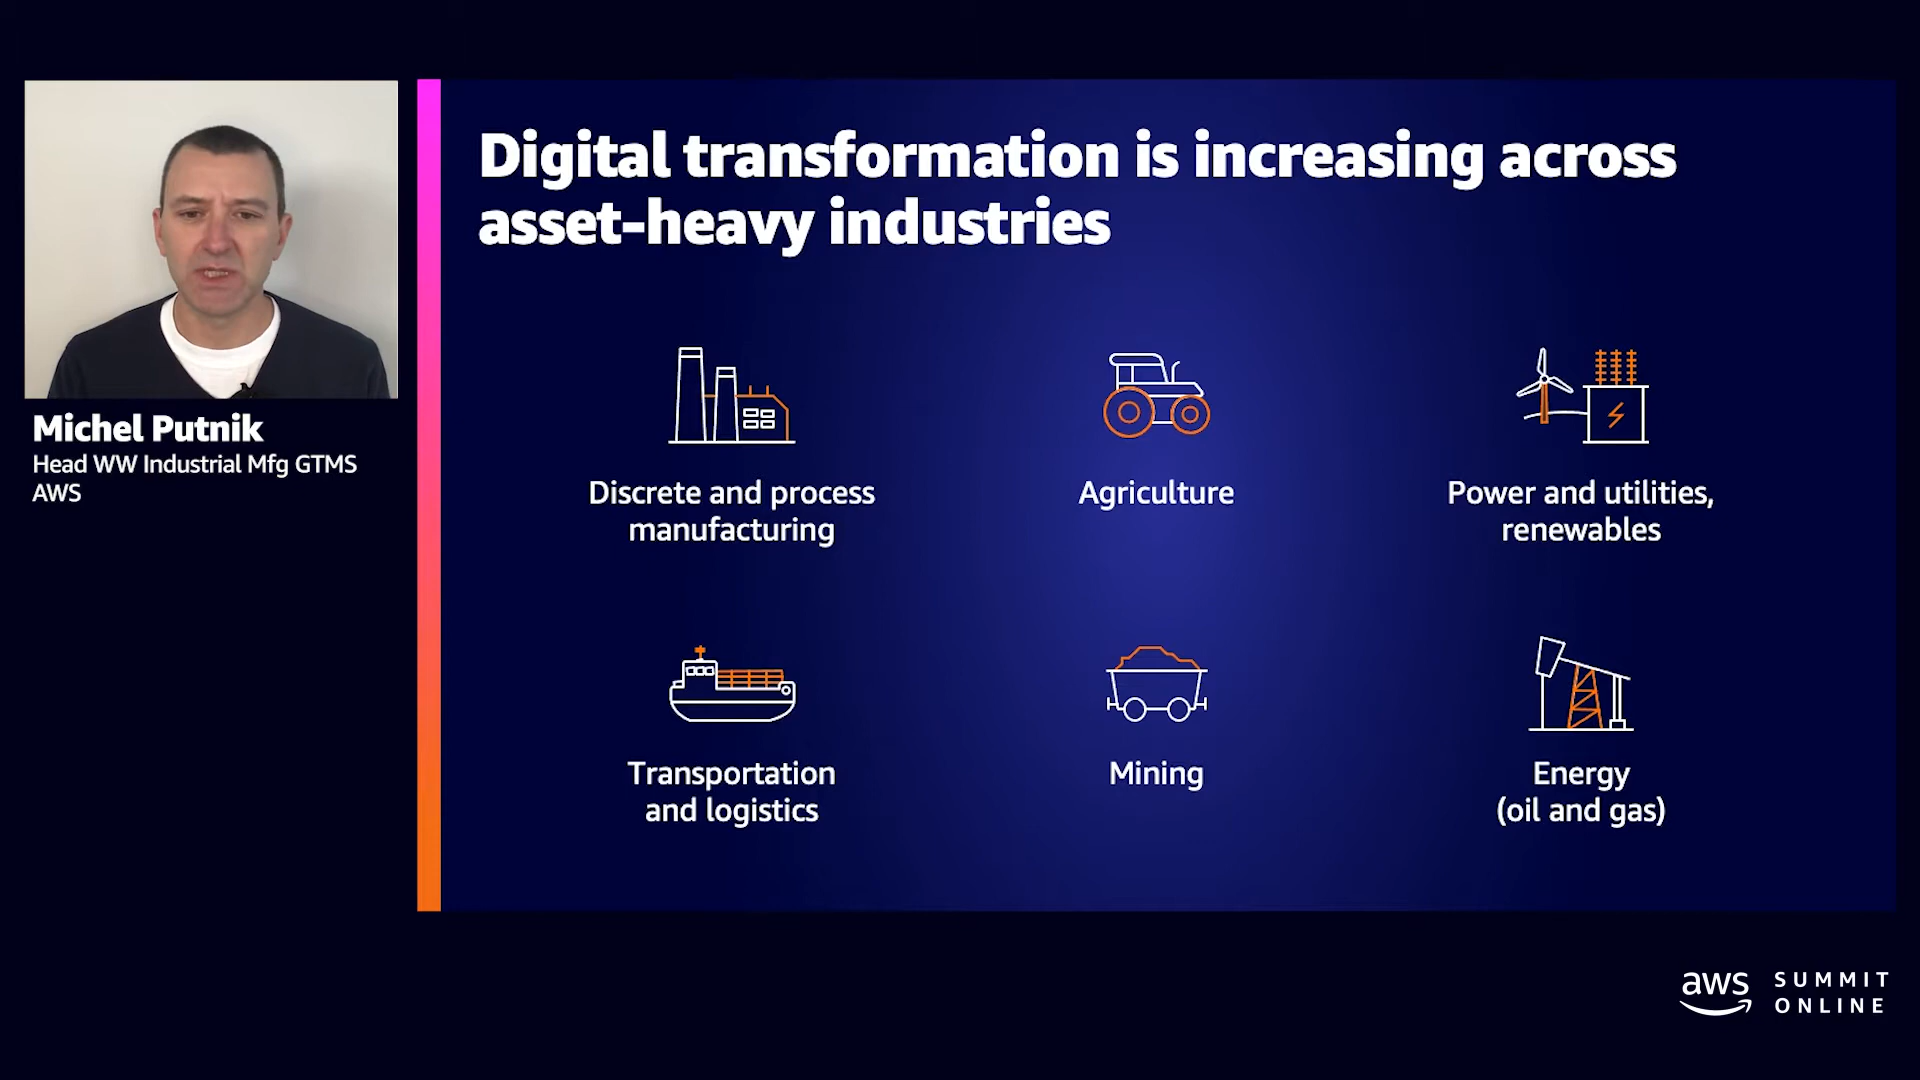 Digital transformation is increasing across
asset-heavy industries
Michel Putnik
Head WW Industrial Mfg GTMS
AWS
Discrete and process
manufacturing
Agriculture
Power and utilities,
renewables
Transportation
and logistics
Mining
Energy
(oil and gas)
aws
SUMMIT
ONLINE